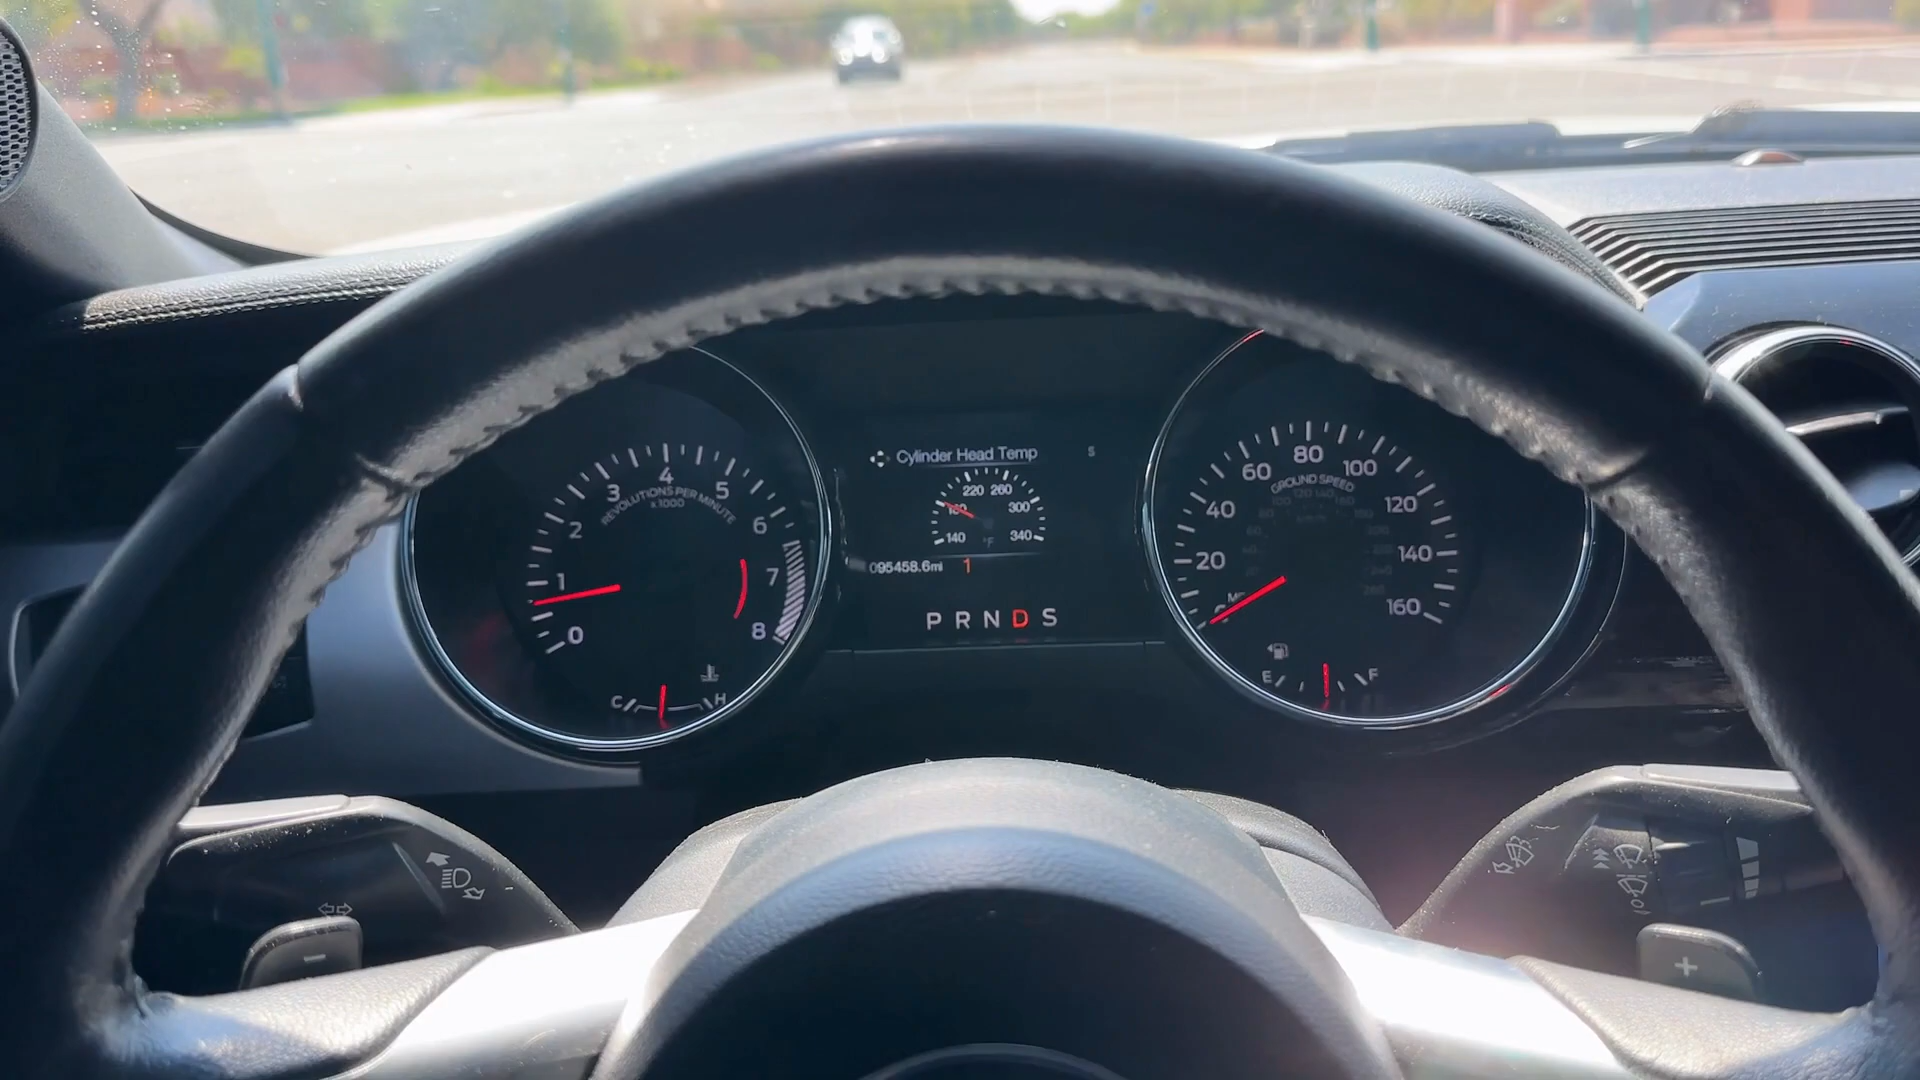 0
1
2
3
4
5
6
7
8
REVOLUTIONS PER MINUTE
x1000
C H
Cylinder Head Temp
S
140
180
220
260
300
340
°F
095458.6mi 1
P R N D S
20
40
60
80
100
120
140
160
GROUND SPEED
E F
-
+